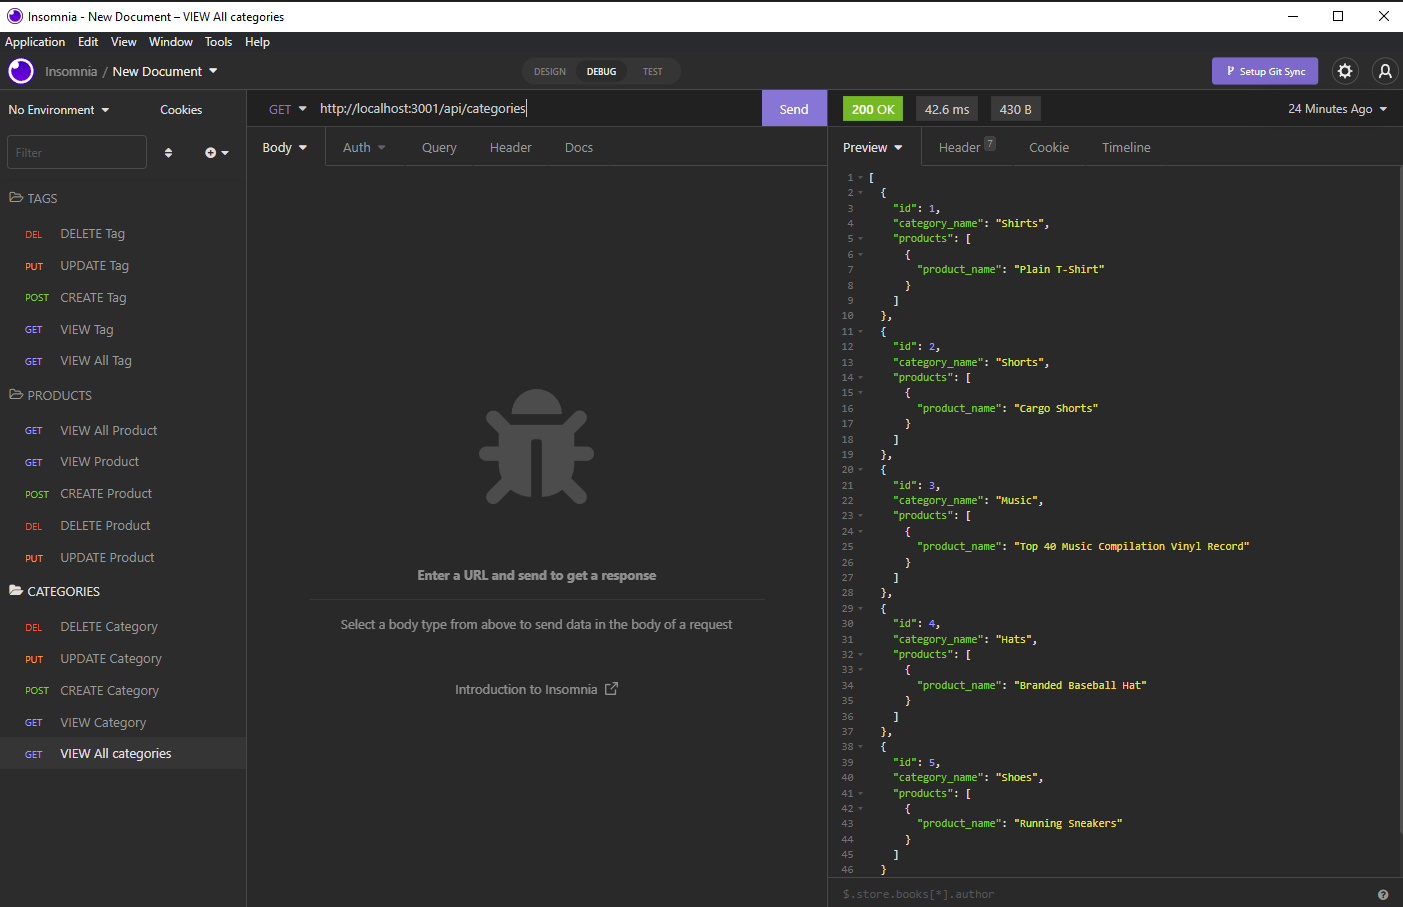 Insomnia - New Document – VIEW All categories
Application Edit View Window Tools Help
Insomnia / New Document
DESIGN DEBUG TEST
Setup Git Sync
No Environment
Cookies
Filter
TAGS
DEL DELETE Tag
PUT UPDATE Tag
POST CREATE Tag
GET VIEW Tag
GET VIEW All Tag
PRODUCTS
GET VIEW All Product
GET VIEW Product
POST CREATE Product
DEL DELETE Product
PUT UPDATE Product
CATEGORIES
DEL DELETE Category
PUT UPDATE Category
POST CREATE Category
GET VIEW Category
GET VIEW All categories
GET http://localhost:3001/api/categories Send
Body Auth Query Header Docs
Enter a URL and send to get a response
Select a body type from above to send data in the body of a request
Introduction to Insomnia
200 OK 42.6 ms 430 B 24 Minutes Ago
Preview Header 7 Cookie Timeline
1 [
2 {
3 "id": 1,
4 "category_name": "Shirts",
5 "products": [
6 {
7 "product_name": "Plain T-Shirt"
8 }
9 ]
10 },
11 {
12 "id": 2,
13 "category_name": "Shorts",
14 "products": [
15 {
16 "product_name": "Cargo Shorts"
17 }
18 ]
19 },
20 {
21 "id": 3,
22 "category_name": "Music",
23 "products": [
24 {
25 "product_name": "Top 40 Music Compilation Vinyl Record"
26 }
27 ]
28 },
29 {
30 "id": 4,
31 "category_name": "Hats",
32 "products": [
33 {
34 "product_name": "Branded Baseball Hat"
35 }
36 ]
37 },
38 {
39 "id": 5,
40 "category_name": "Shoes",
41 "products": [
42 {
43 "product_name": "Running Sneakers"
44 }
45 ]
46 }
$.store.books[*].author